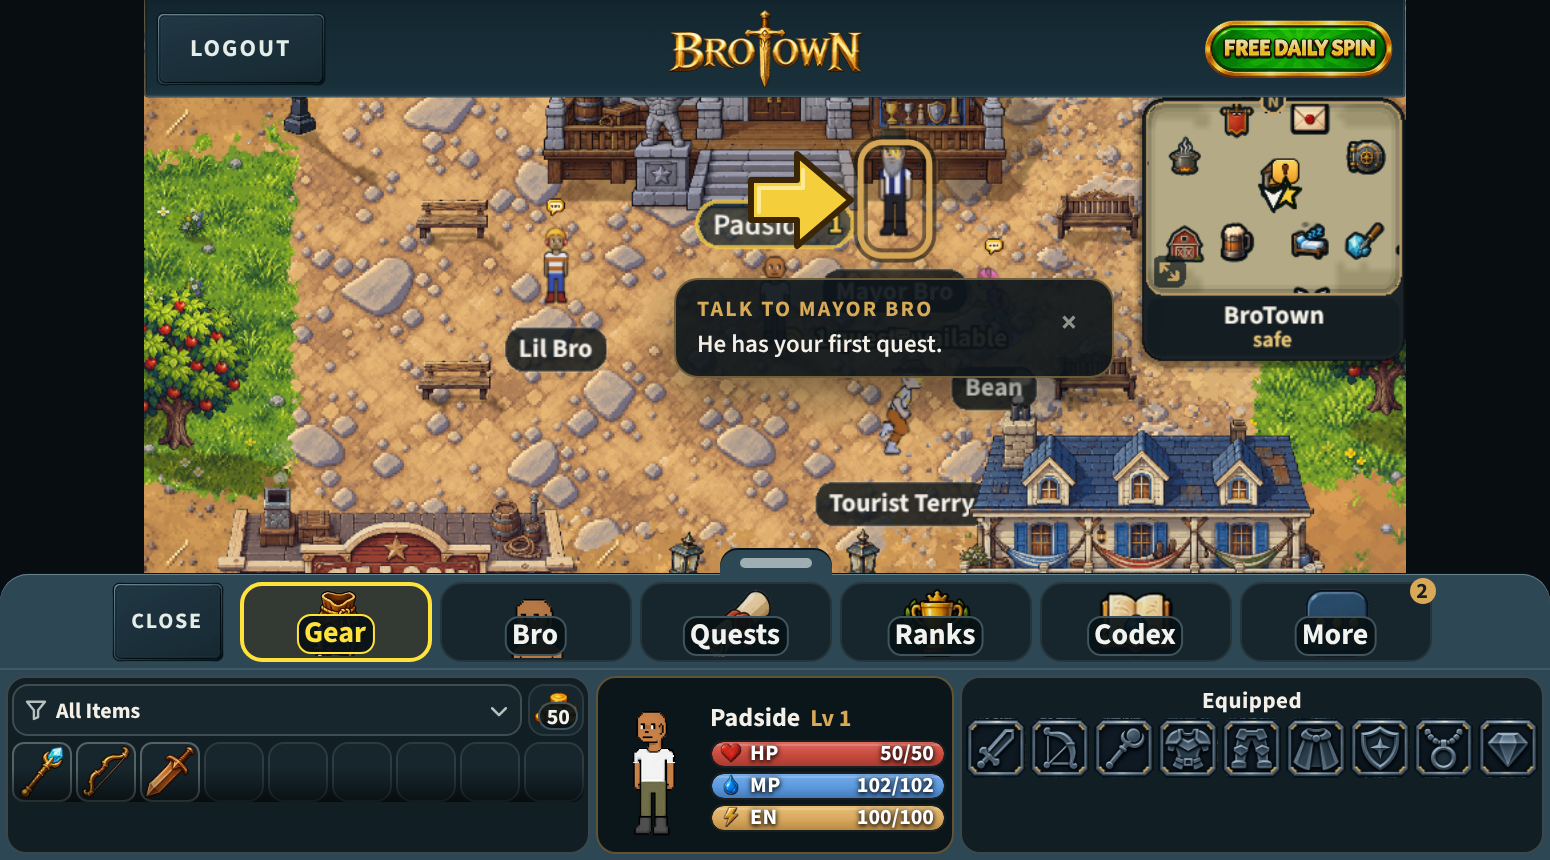 LOGOUT
BROTOWN
FREE DAILY SPIN
N
Lil Bro
Mayor Bro
TALK TO MAYOR BRO
He has your first quest.
×
BroTown
safe
Bean
Tourist Terry
CLOSE
Gear
Bro
Quests
Ranks
Codex
More
2
All Items
50
Padside Lv 1
HP 50/50
MP 102/102
EN 100/100
Equipped